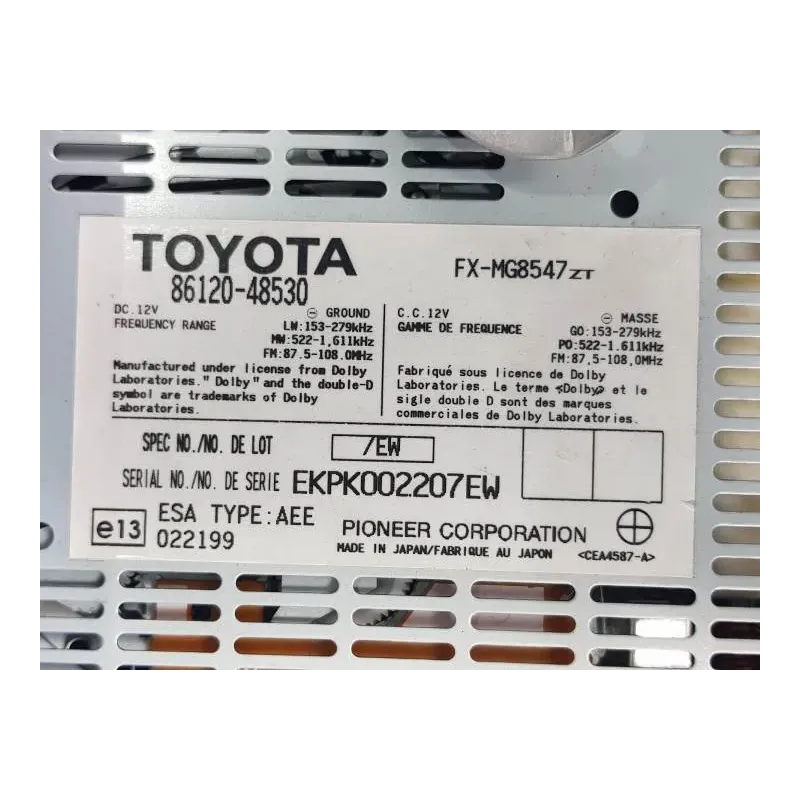 TOYOTA
86120-48530
FX-MG8547ZT
DC.12V ⊖ GROUND
FREQUENCY RANGE LW:153-279kHz
MW:522-1,611kHz
FM:87.5-108.0MHz
Manufactured under license from Dolby
Laboratories." Dolby" and the double-D
symbol are trademarks of Dolby
Laboratories.
C.C.12V ⊖ MASSE
GAMME DE FREQUENCE GO:153-279kHz
PO:522-1.611kHz
FM:87,5-108,0MHz
Fabriqué sous licence de Dolby
Laboratories. Le terme «Dolby» et le
sigle double D sont des marques
commerciales de Dolby Laboratories.
SPEC NO./NO. DE LOT /EW
SERIAL NO./NO. DE SERIE EKPK002207EW
e13 ESA TYPE:AEE
022199
PIONEER CORPORATION
MADE IN JAPAN/FABRIQUE AU JAPON <CEA4587-A>